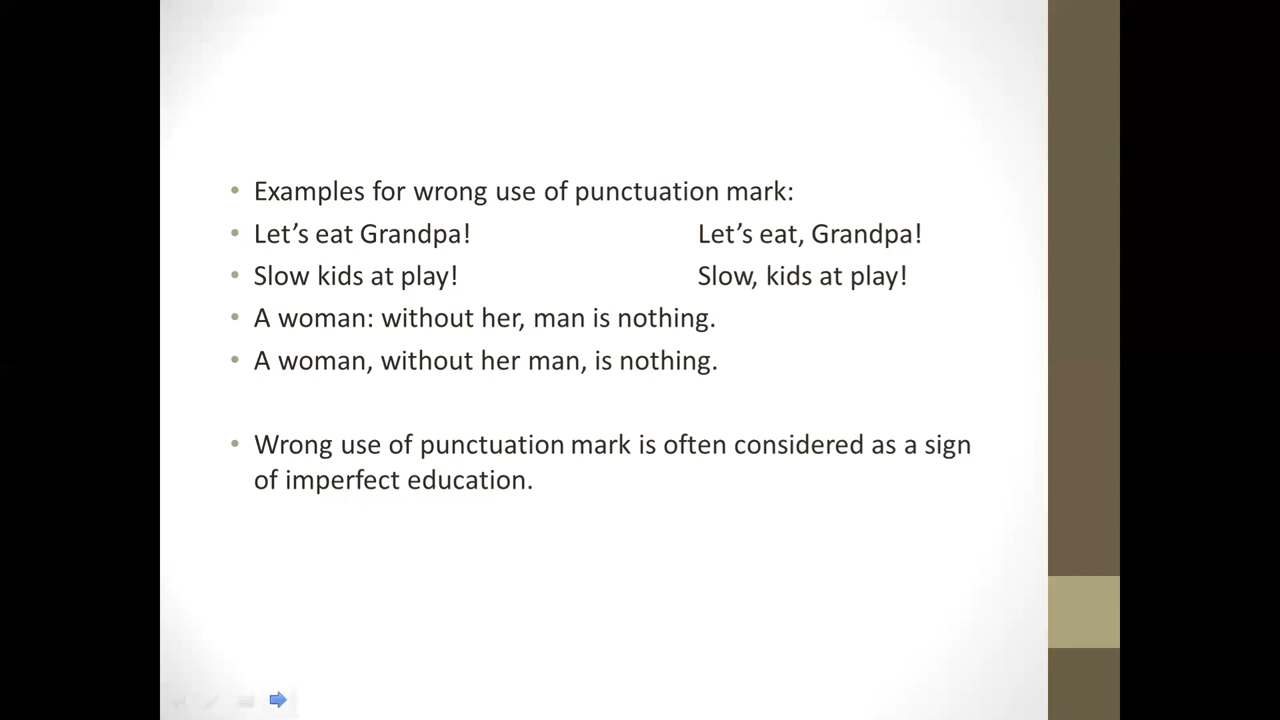 • Examples for wrong use of punctuation mark:
• Let’s eat Grandpa! Let’s eat, Grandpa!
• Slow kids at play! Slow, kids at play!
• A woman: without her, man is nothing.
• A woman, without her man, is nothing.
• Wrong use of punctuation mark is often considered as a sign
of imperfect education.